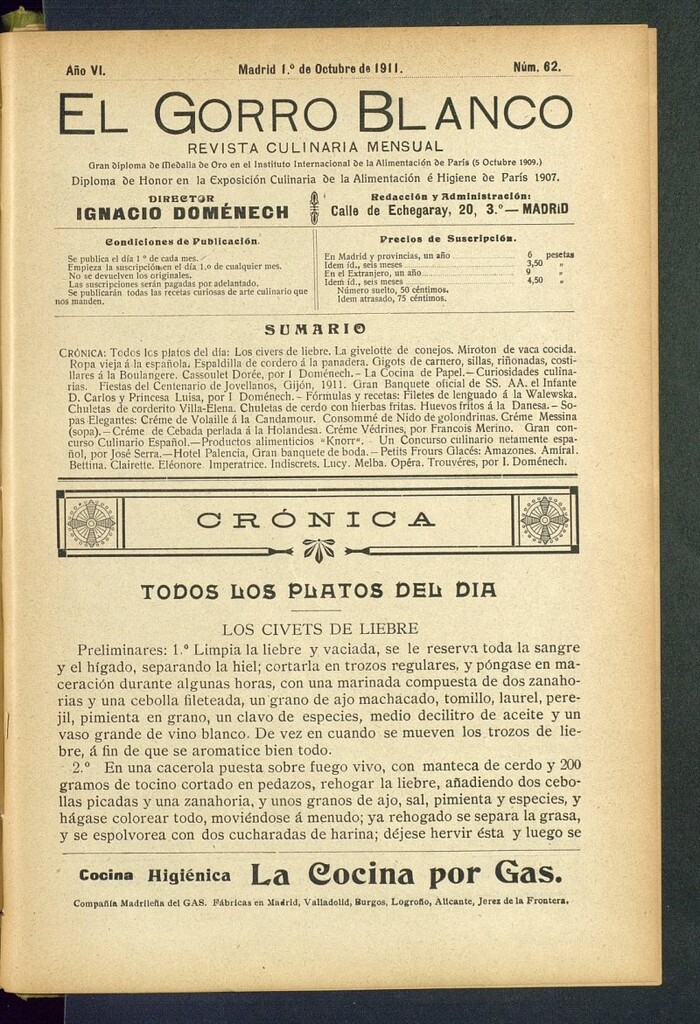 Año VI.
Madrid 1.º de Octubre de 1911.
Núm. 62.
EL GORRO BLANCO
REVISTA CULINARIA MENSUAL
Gran diploma de Medalla de Oro en el Instituto Internacional de la Alimentación de París (5 Octubre 1909.)
Diploma de Honor en la Exposición Culinaria de la Alimentación é Higiene de París 1907.
DIRECTOR
IGNACIO DOMÉNECH
Redacción y Administración:
Calle de Echegaray, 20, 3.º — MADRID
Condiciones de Publicación.
Se publica el día 1.º de cada mes.
Empieza la suscripción en el día 1.o de cualquier mes.
No se devuelven los originales.
Las suscripciones serán pagadas por adelantado.
Se publicarán todas las recetas curiosas de arte culinario que
nos manden.
Precios de Suscripción.
En Madrid y provincias, un año 6 pesetas
Idem íd., seis meses 3,50 »
En el Extranjero, un año 9 »
Idem íd., seis meses 4,50 »
Número suelto, 50 céntimos.
Idem atrasado, 75 céntimos.
SUMARIO
CRÓNICA: Todos los platos del día: Los civers de liebre. La givelotte de conejos. Miroton de vaca cocida.
Ropa vieja á la española. Espaldilla de cordero á la panadera. Gigots de carnero, sillas, riñonadas, costi-
llares á la Boulangere. Cassoulet Dorée, por I Doménech.—La Cocina de Papel.—Curiosidades culina-
rias. Fiestas del Centenario de Jovellanos, Gijón, 1911. Gran Banquete oficial de SS. AA. el Infante
D. Carlos y Princesa Luisa, por I Doménech.—Fórmulas y recetas: Filetes de lenguado á la Walewska.
Chuletas de corderito Villa-Elena. Chuletas de cerdo con hierbas fritas. Huevos fritos á la Danesa.—So-
pas Elegantes: Créme de Volaille á la Candamour. Consommé de Nido de golondrinas. Créme Messina
(sopa).—Créme de Cebada perlada á la Holandesa. Créme Védrines, por Francois Merino. Gran con-
curso Culinario Español.—Productos alimenticios "Knorr". - Un Concurso culinario netamente espa-
ñol, por José Serra.—Hotel Palencia, Gran banquete de boda.—Petits Frours Glacés: Amazones. Amíral.
Bettina. Clairette. Eléonore. Imperatrice. Indiscrets. Lucy. Melba. Opéra. Trouvéres, por I. Doménech.
CRÓNICA
TODOS LOS PLATOS DEL DIA
LOS CIVETS DE LIEBRE
Preliminares: 1.º Limpia la liebre y vaciada, se le reserva toda la sangre
y el hígado, separando la hiel; cortarla en trozos regulares, y póngase en ma-
ceración durante algunas horas, con una marinada compuesta de dos zanaho-
rias y una cebolla fileteada, un grano de ajo machacado, tomillo, laurel, pere-
jil, pimienta en grano, un clavo de especies, medio decilitro de aceite y un
vaso grande de vino blanco. De vez en cuando se mueven los trozos de lie-
bre, á fin de que se aromatice bien todo.
2.º En una cacerola puesta sobre fuego vivo, con manteca de cerdo y 200
gramos de tocino cortado en pedazos, rehogar la liebre, añadiendo dos cebo-
llas picadas y una zanahoria, y unos granos de ajo, sal, pimienta y especies, y
hágase colorear todo, moviéndose á menudo; ya rehogado se separa la grasa,
y se espolvorea con dos cucharadas de harina; déjese hervir ésta y luego se
Cocina Higiénica La Cocina por Gas.
Compañía Madrileña del GAS. Fábricas en Madrid, Valladolid, Burgos, Logroño, Alicante, Jerez de la Frontera.